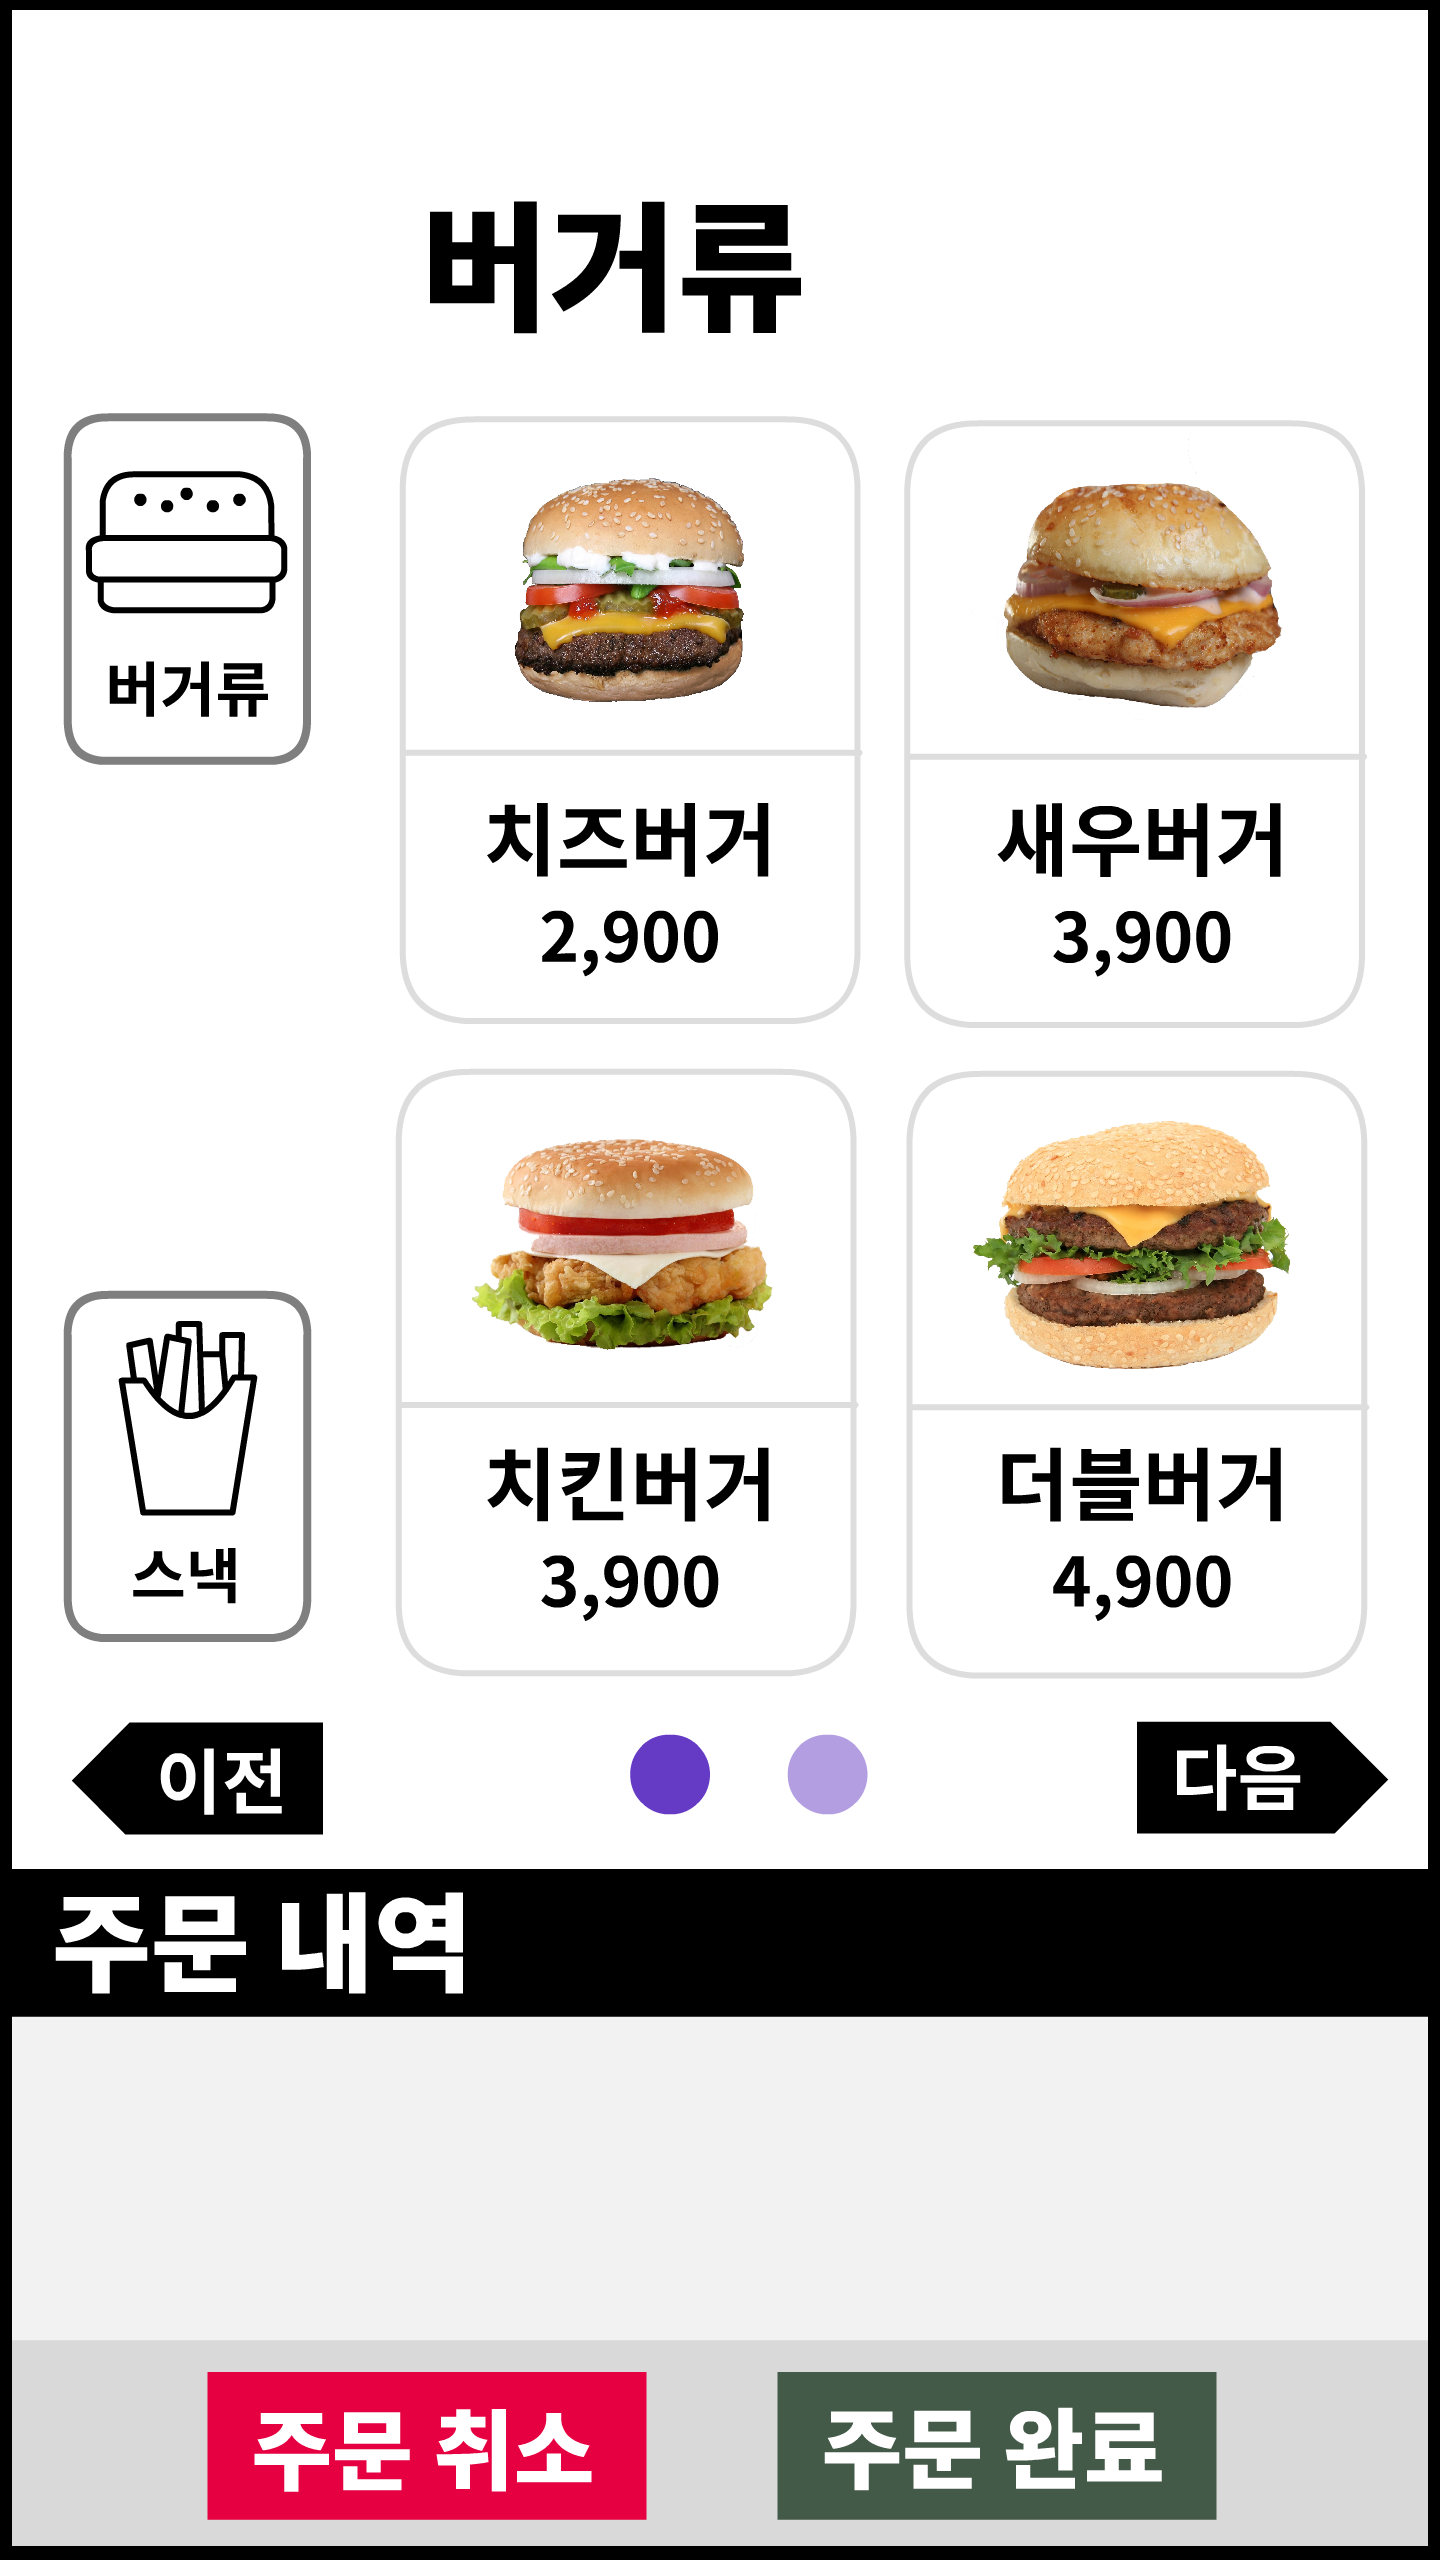 버거류
버거류
치즈버거
2,900
새우버거
3,900
치킨버거
3,900
더블버거
4,900
스낵
이전
다음
주문 내역
주문 취소
주문 완료